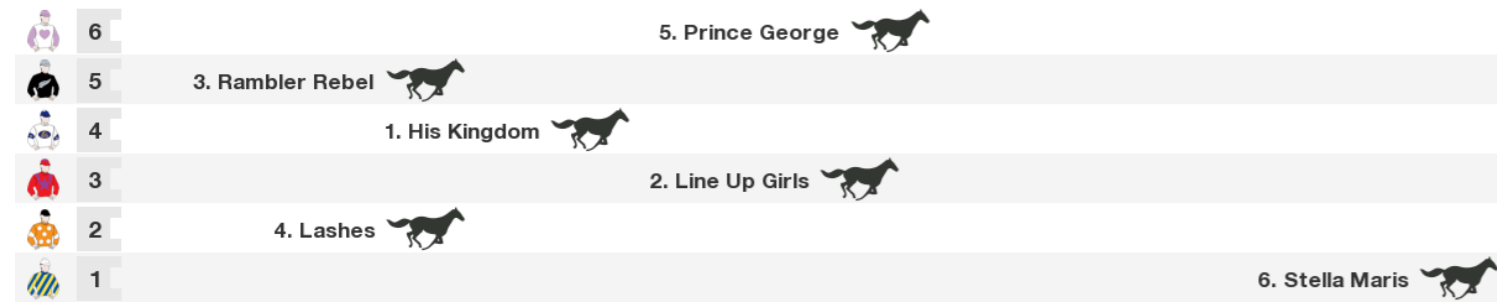 6 5. Prince George
5 3. Rambler Rebel
4 1. His Kingdom
3 2. Line Up Girls
2 4. Lashes
1 6. Stella Maris